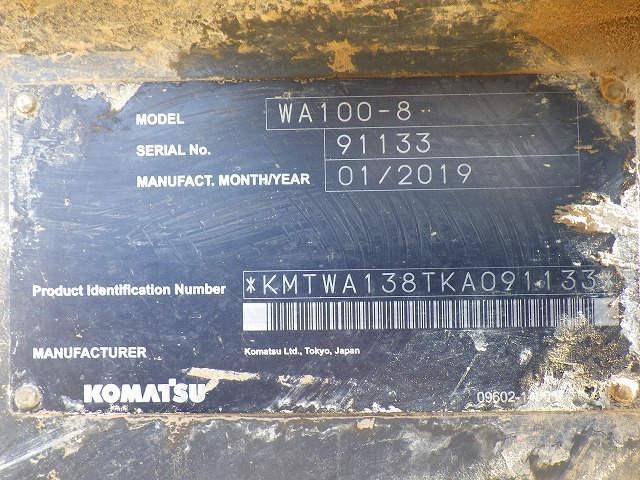 MODEL WA100-8
SERIAL No. 91133
MANUFACT. MONTH/YEAR 01/2019
Product Identification Number *KMTWA138TKA091133
MANUFACTURER Komatsu Ltd., Tokyo, Japan
KOMATSU